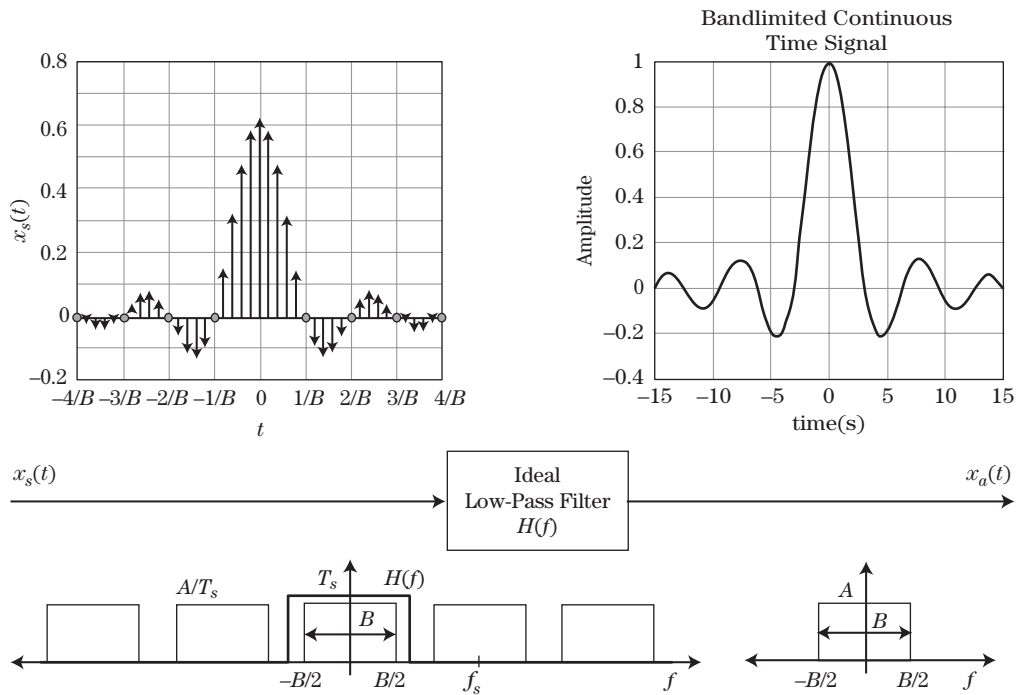 Bandlimited Continuous
Time Signal
x_s(t)
0.8
0.6
0.4
0.2
0
−0.2
−4/B −3/B −2/B −1/B 0 1/B 2/B 3/B 4/B
t
Amplitude
1
0.8
0.6
0.4
0.2
0
−0.2
−0.4
−15 −10 −5 0 5 10 15
time(s)
x_s(t)
Ideal
Low-Pass Filter
H(f)
x_a(t)
A/T_s
T_s
H(f)
B
−B/2
B/2
f_s
f
A
B
−B/2
B/2
f